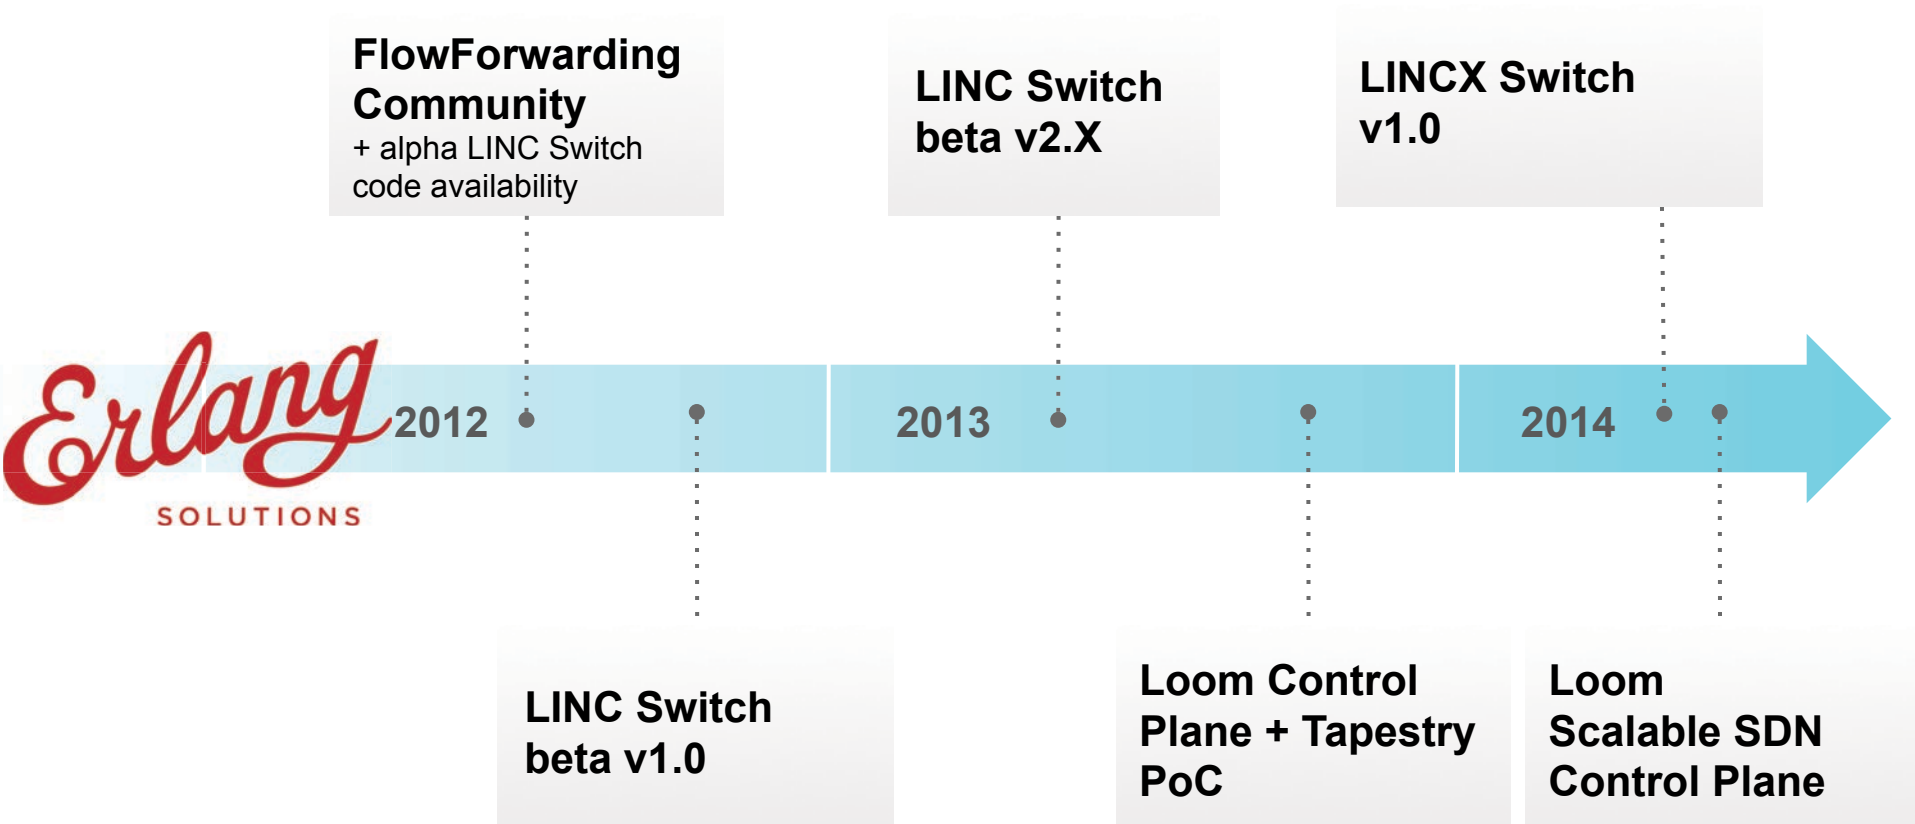 FlowForwarding
Community
+ alpha LINC Switch
code availability
LINC Switch
beta v2.X
LINCX Switch
v1.0
Erlang
SOLUTIONS
2012
2013
2014
LINC Switch
beta v1.0
Loom Control
Plane + Tapestry
PoC
Loom
Scalable SDN
Control Plane